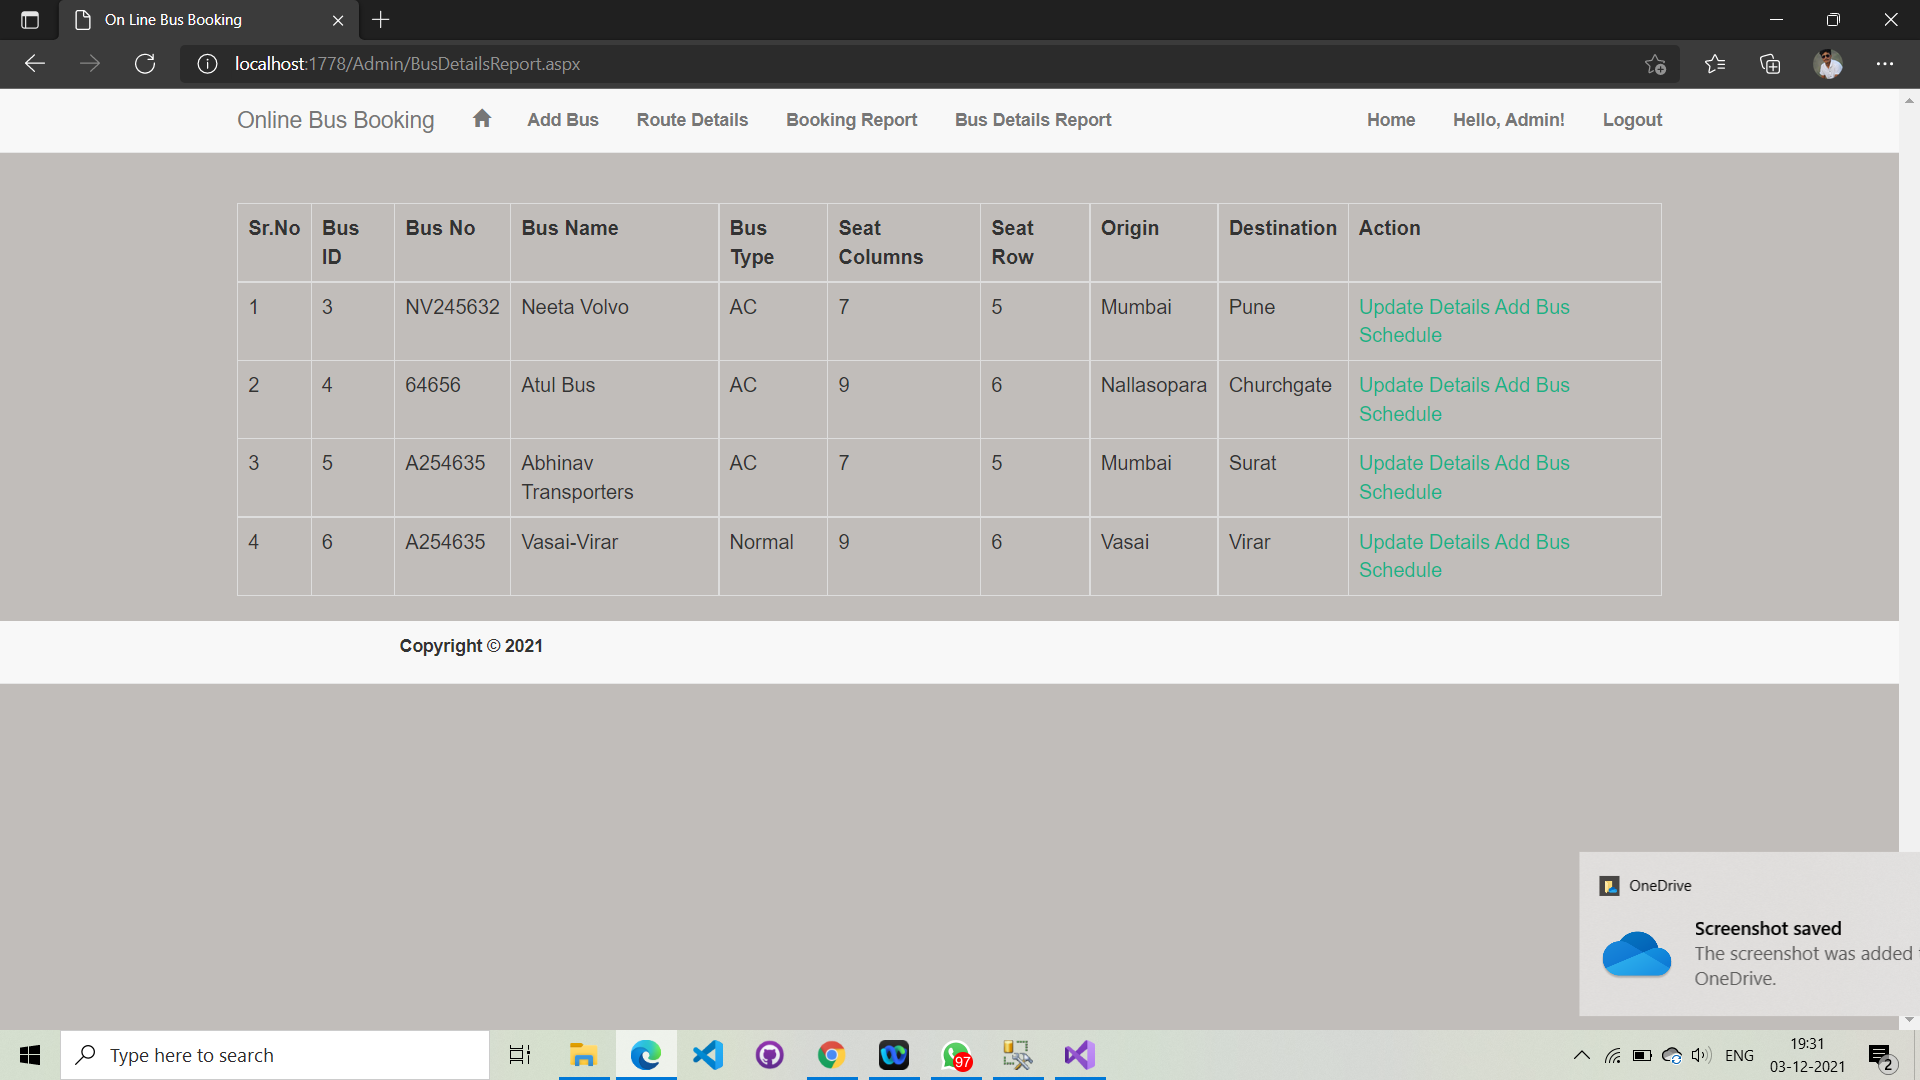 On Line Bus Booking
localhost:1778/Admin/BusDetailsReport.aspx
Online Bus Booking Add Bus Route Details Booking Report Bus Details Report Home Hello, Admin! Logout
Sr.No Bus ID Bus No Bus Name Bus Type Seat Columns Seat Row Origin Destination Action
1 3 NV245632 Neeta Volvo AC 7 5 Mumbai Pune Update Details Add Bus Schedule
2 4 64656 Atul Bus AC 9 6 Nallasopara Churchgate Update Details Add Bus Schedule
3 5 A254635 Abhinav Transporters AC 7 5 Mumbai Surat Update Details Add Bus Schedule
4 6 A254635 Vasai-Virar Normal 9 6 Vasai Virar Update Details Add Bus Schedule
Copyright © 2021
OneDrive
Screenshot saved
The screenshot was added
OneDrive.
Type here to search
97
ENG
19:31
03-12-2021
2